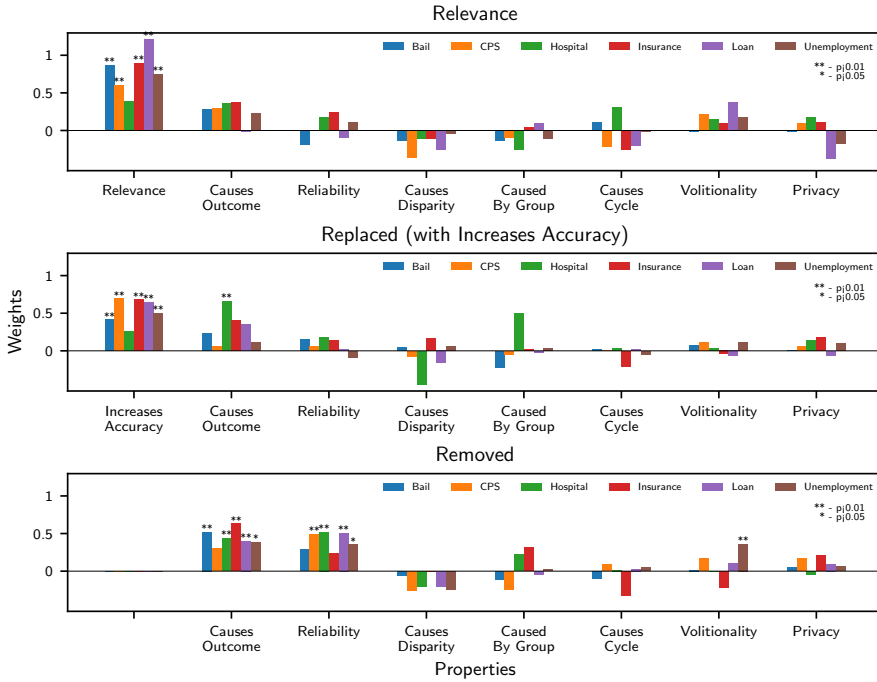 Relevance
Bail CPS Hospital Insurance Loan Unemployment
** - p¡0.01
* - p¡0.05
1
0.5
0
** ** ** ** **
Relevance Causes Outcome Reliability Causes Disparity Caused By Group Causes Cycle Volitionality Privacy
Replaced (with Increases Accuracy)
Bail CPS Hospital Insurance Loan Unemployment
** - p¡0.01
* - p¡0.05
1
0.5
0
** ** ** ** ** **
Weights
Increases Accuracy Causes Outcome Reliability Causes Disparity Caused By Group Causes Cycle Volitionality Privacy
Removed
Bail CPS Hospital Insurance Loan Unemployment
** - p¡0.01
* - p¡0.05
1
0.5
0
** ** ** ** * ** ** ** * **
Causes Outcome Reliability Causes Disparity Caused By Group Causes Cycle Volitionality Privacy
Properties